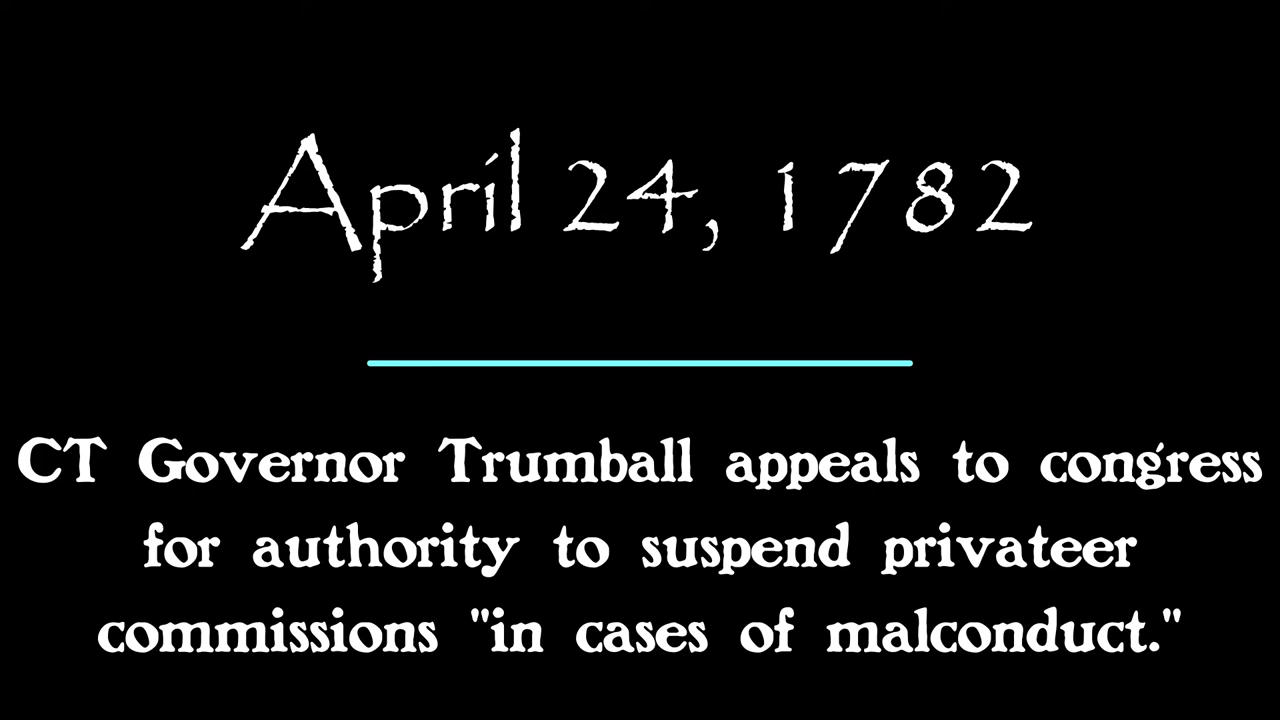 April 24, 1782
CT Governor Trumball appeals to congress
for authority to suspend privateer
commissions "in cases of malconduct."